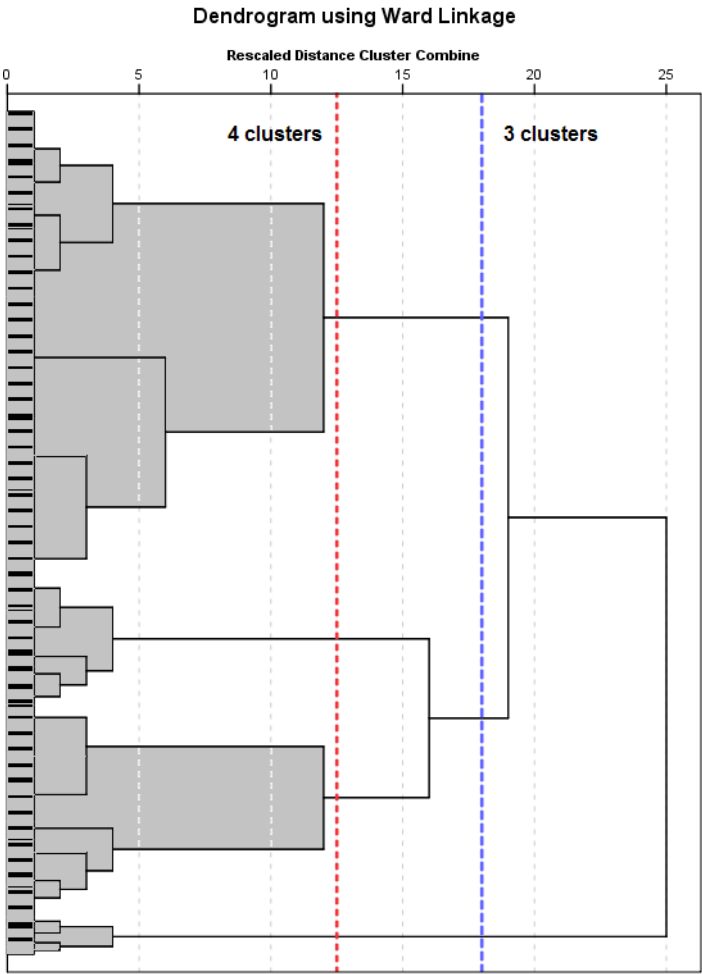 Dendrogram using Ward Linkage
Rescaled Distance Cluster Combine
0 5 10 15 20 25
4 clusters 3 clusters